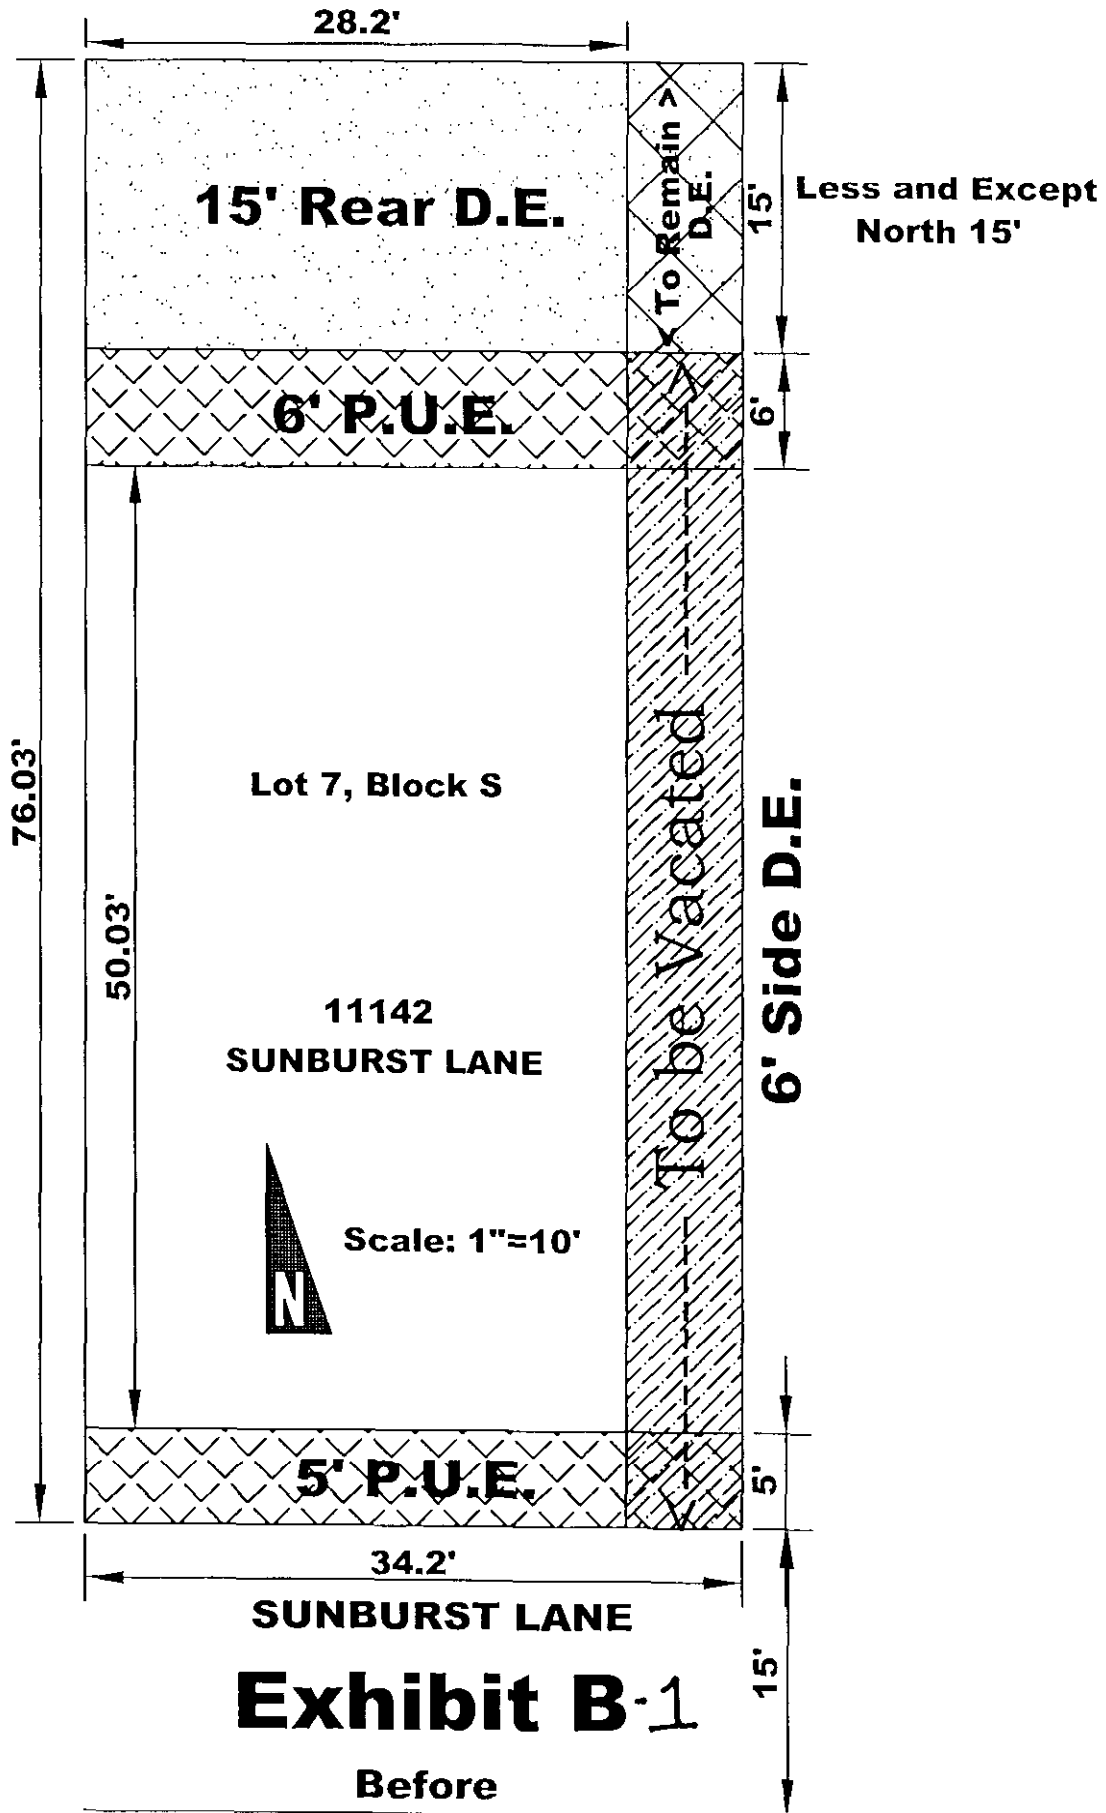 28.2'
15' Rear D.E.
< To Remain >
D.E.
15'
Less and Except
North 15'
6' P.U.E.
6'
76.03'
50.03'
Lot 7, Block S
11142
SUNBURST LANE
To be Vacated
6' Side D.E.
N
Scale: 1"=10'
5' P.U.E.
5'
34.2'
SUNBURST LANE
15'
Exhibit B-1
Before